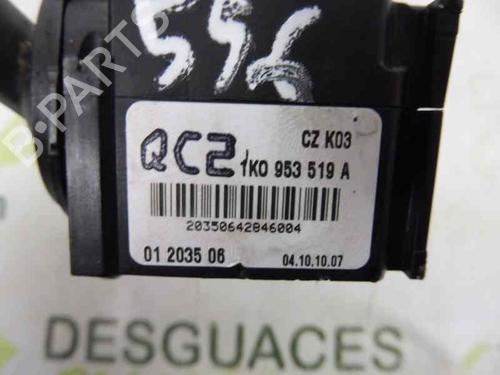 B-PARTS
556
CZ K03
QC2
1K0 953 519 A
20350642846004
01 2035 06
04.10.10.07
DESGUACES